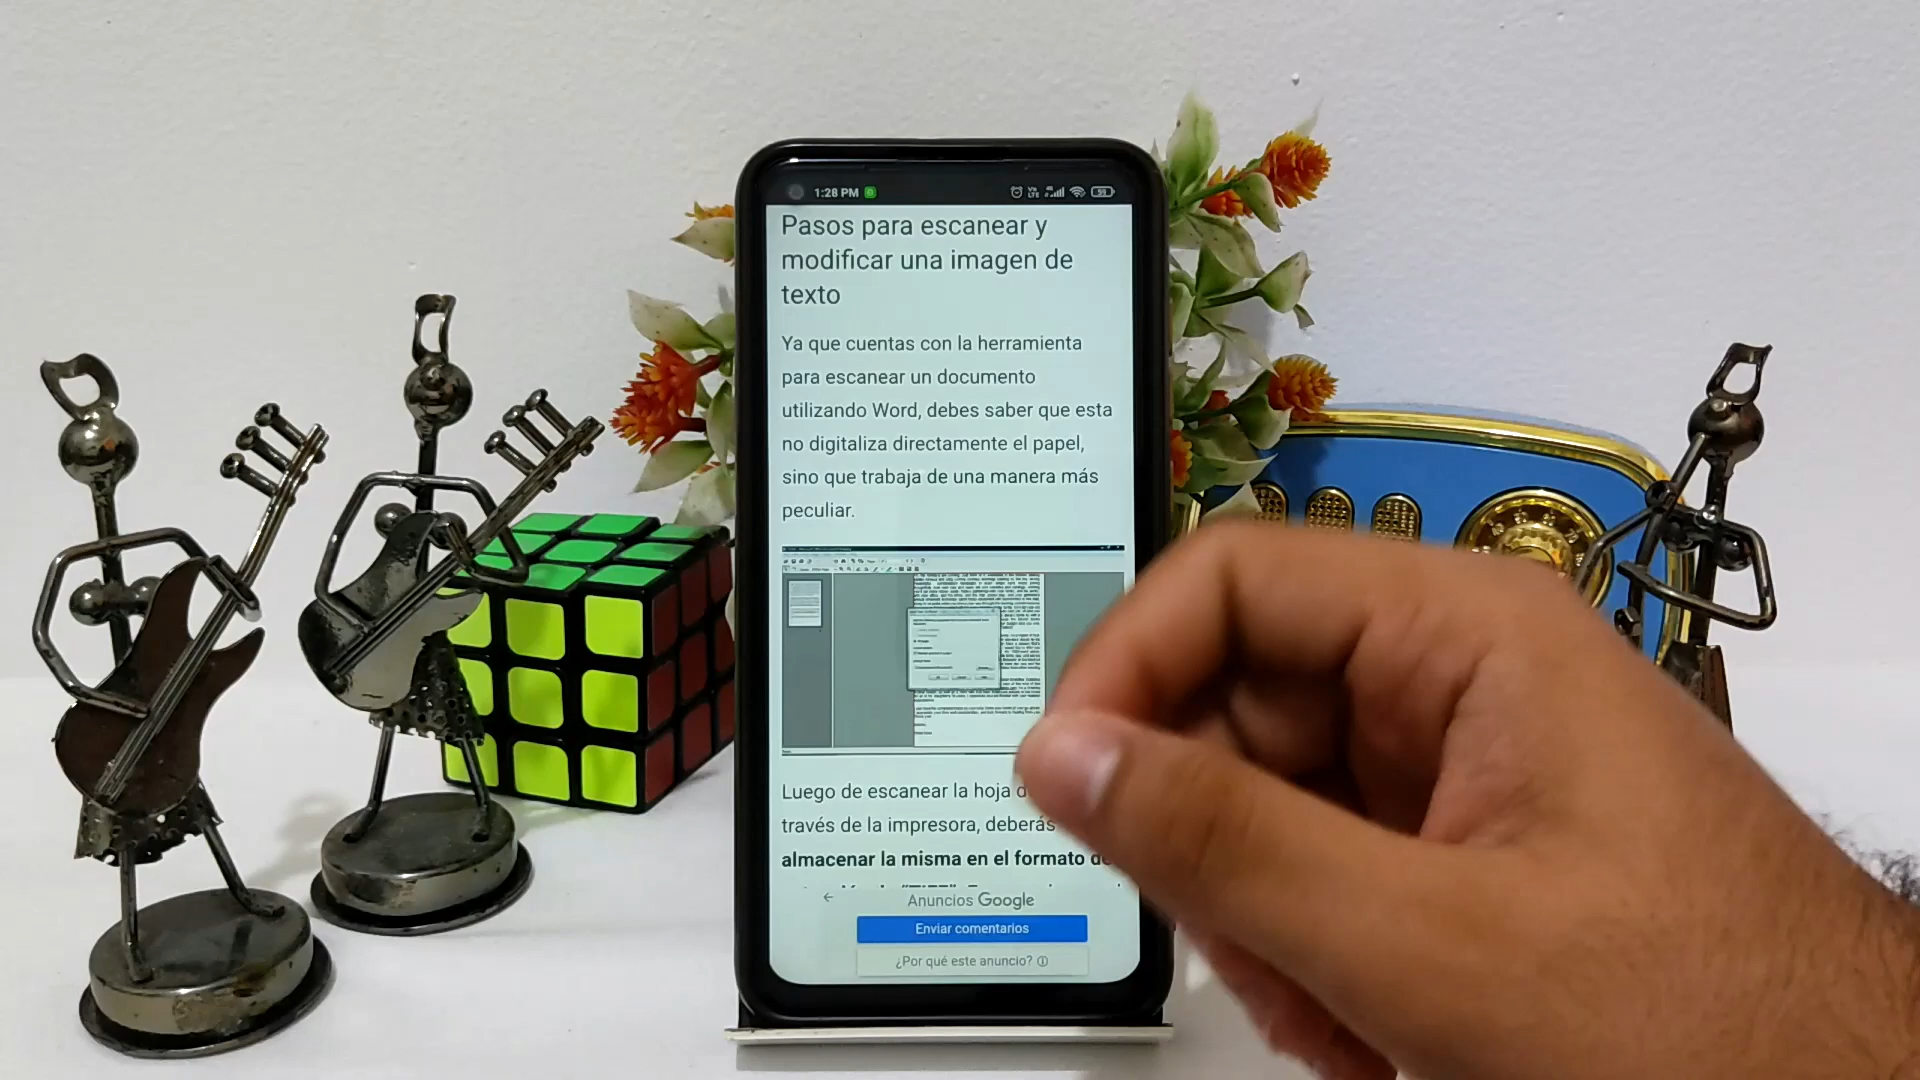 1:28 PM
Pasos para escanear y
modificar una imagen de
texto
Ya que cuentas con la herramienta
para escanear un documento
utilizando Word, debes saber que esta
no digitaliza directamente el papel,
sino que trabaja de una manera más
peculiar.
Luego de escanear la hoja
través de la impresora, deberás
almacenar la misma en el formato de
Anuncios Google
Enviar comentarios
¿Por qué este anuncio?